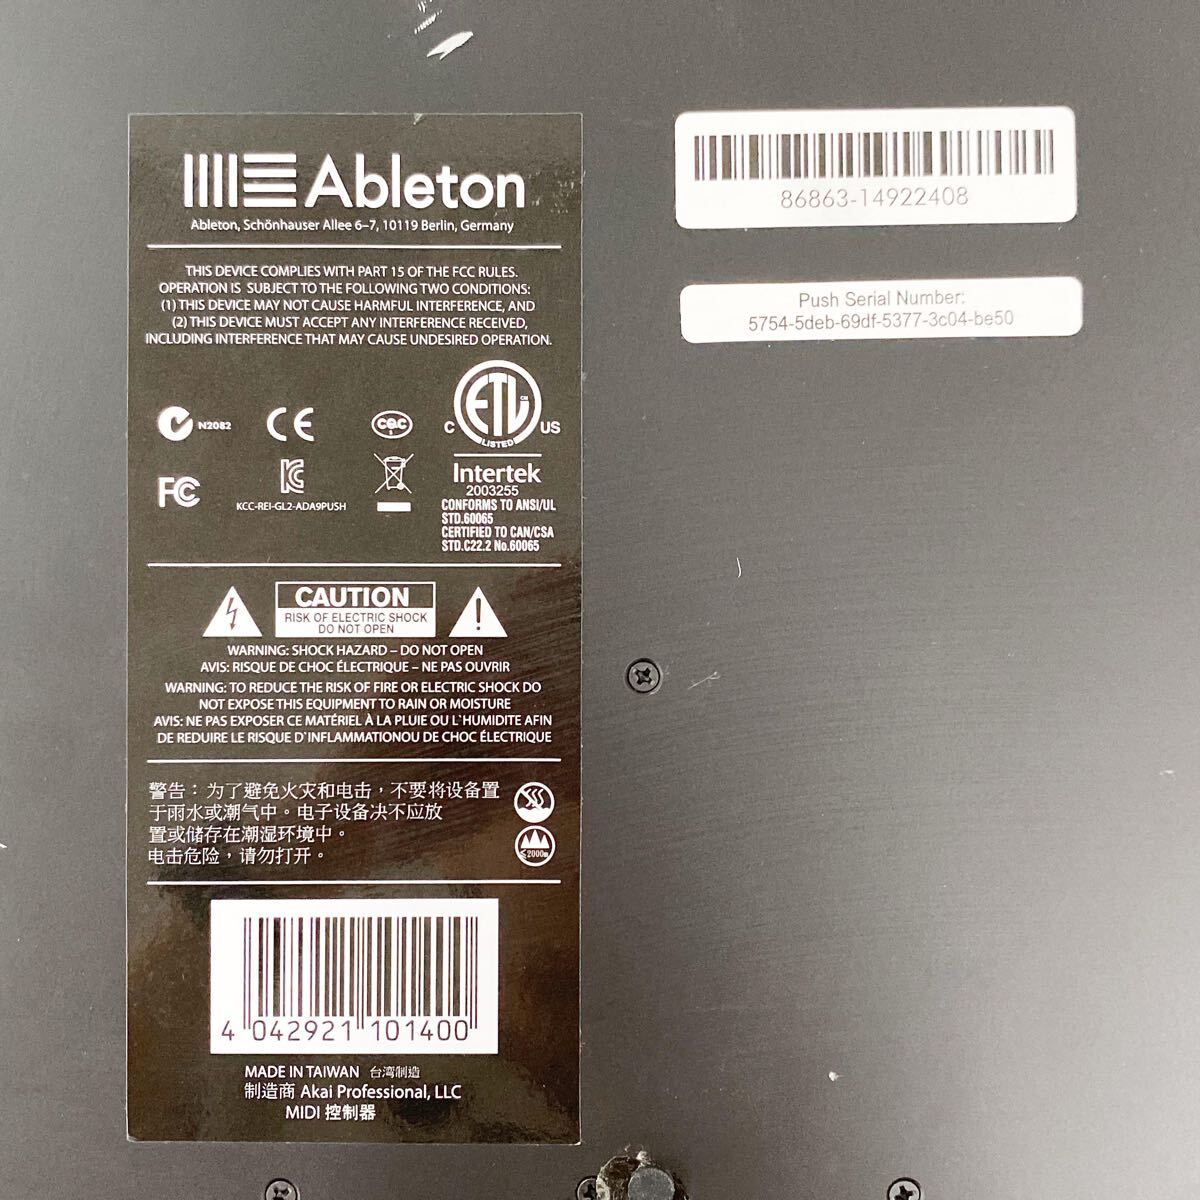 Ableton
Ableton, Schönhauser Allee 6–7, 10119 Berlin, Germany
THIS DEVICE COMPLIES WITH PART 15 OF THE FCC RULES.
OPERATION IS SUBJECT TO THE FOLLOWING TWO CONDITIONS:
(1) THIS DEVICE MAY NOT CAUSE HARMFUL INTERFERENCE, AND
(2) THIS DEVICE MUST ACCEPT ANY INTERFERENCE RECEIVED,
INCLUDING INTERFERENCE THAT MAY CAUSE UNDESIRED OPERATION.
N2082
CE
CQC
FC
KCC-REI-GL2-ADA9PUSH
ETL
CM
LISTED
C US
Intertek
2003255
CONFORMS TO ANSI/UL
STD.60065
CERTIFIED TO CAN/CSA
STD.C22.2 No.60065
CAUTION
RISK OF ELECTRIC SHOCK
DO NOT OPEN
WARNING: SHOCK HAZARD – DO NOT OPEN
AVIS: RISQUE DE CHOC ÉLECTRIQUE – NE PAS OUVRIR
WARNING: TO REDUCE THE RISK OF FIRE OR ELECTRIC SHOCK DO
NOT EXPOSE THIS EQUIPMENT TO RAIN OR MOISTURE
AVIS: NE PAS EXPOSER CE MATÉRIEL À LA PLUIE OU L`HUMIDITE AFIN
DE REDUIRE LE RISQUE D`INFLAMMATIONOU DE CHOC ÉLECTRIQUE
警告：为了避免火灾和电击，不要将设备置
于雨水或潮气中。电子设备决不应放
置或储存在潮湿环境中。
电击危险，请勿打开。
≤2000m
4 042921 101400
MADE IN TAIWAN 台湾制造
制造商 Akai Professional, LLC
MIDI 控制器
86863-14922408
Push Serial Number:
5754-5deb-69df-5377-3c04-be50